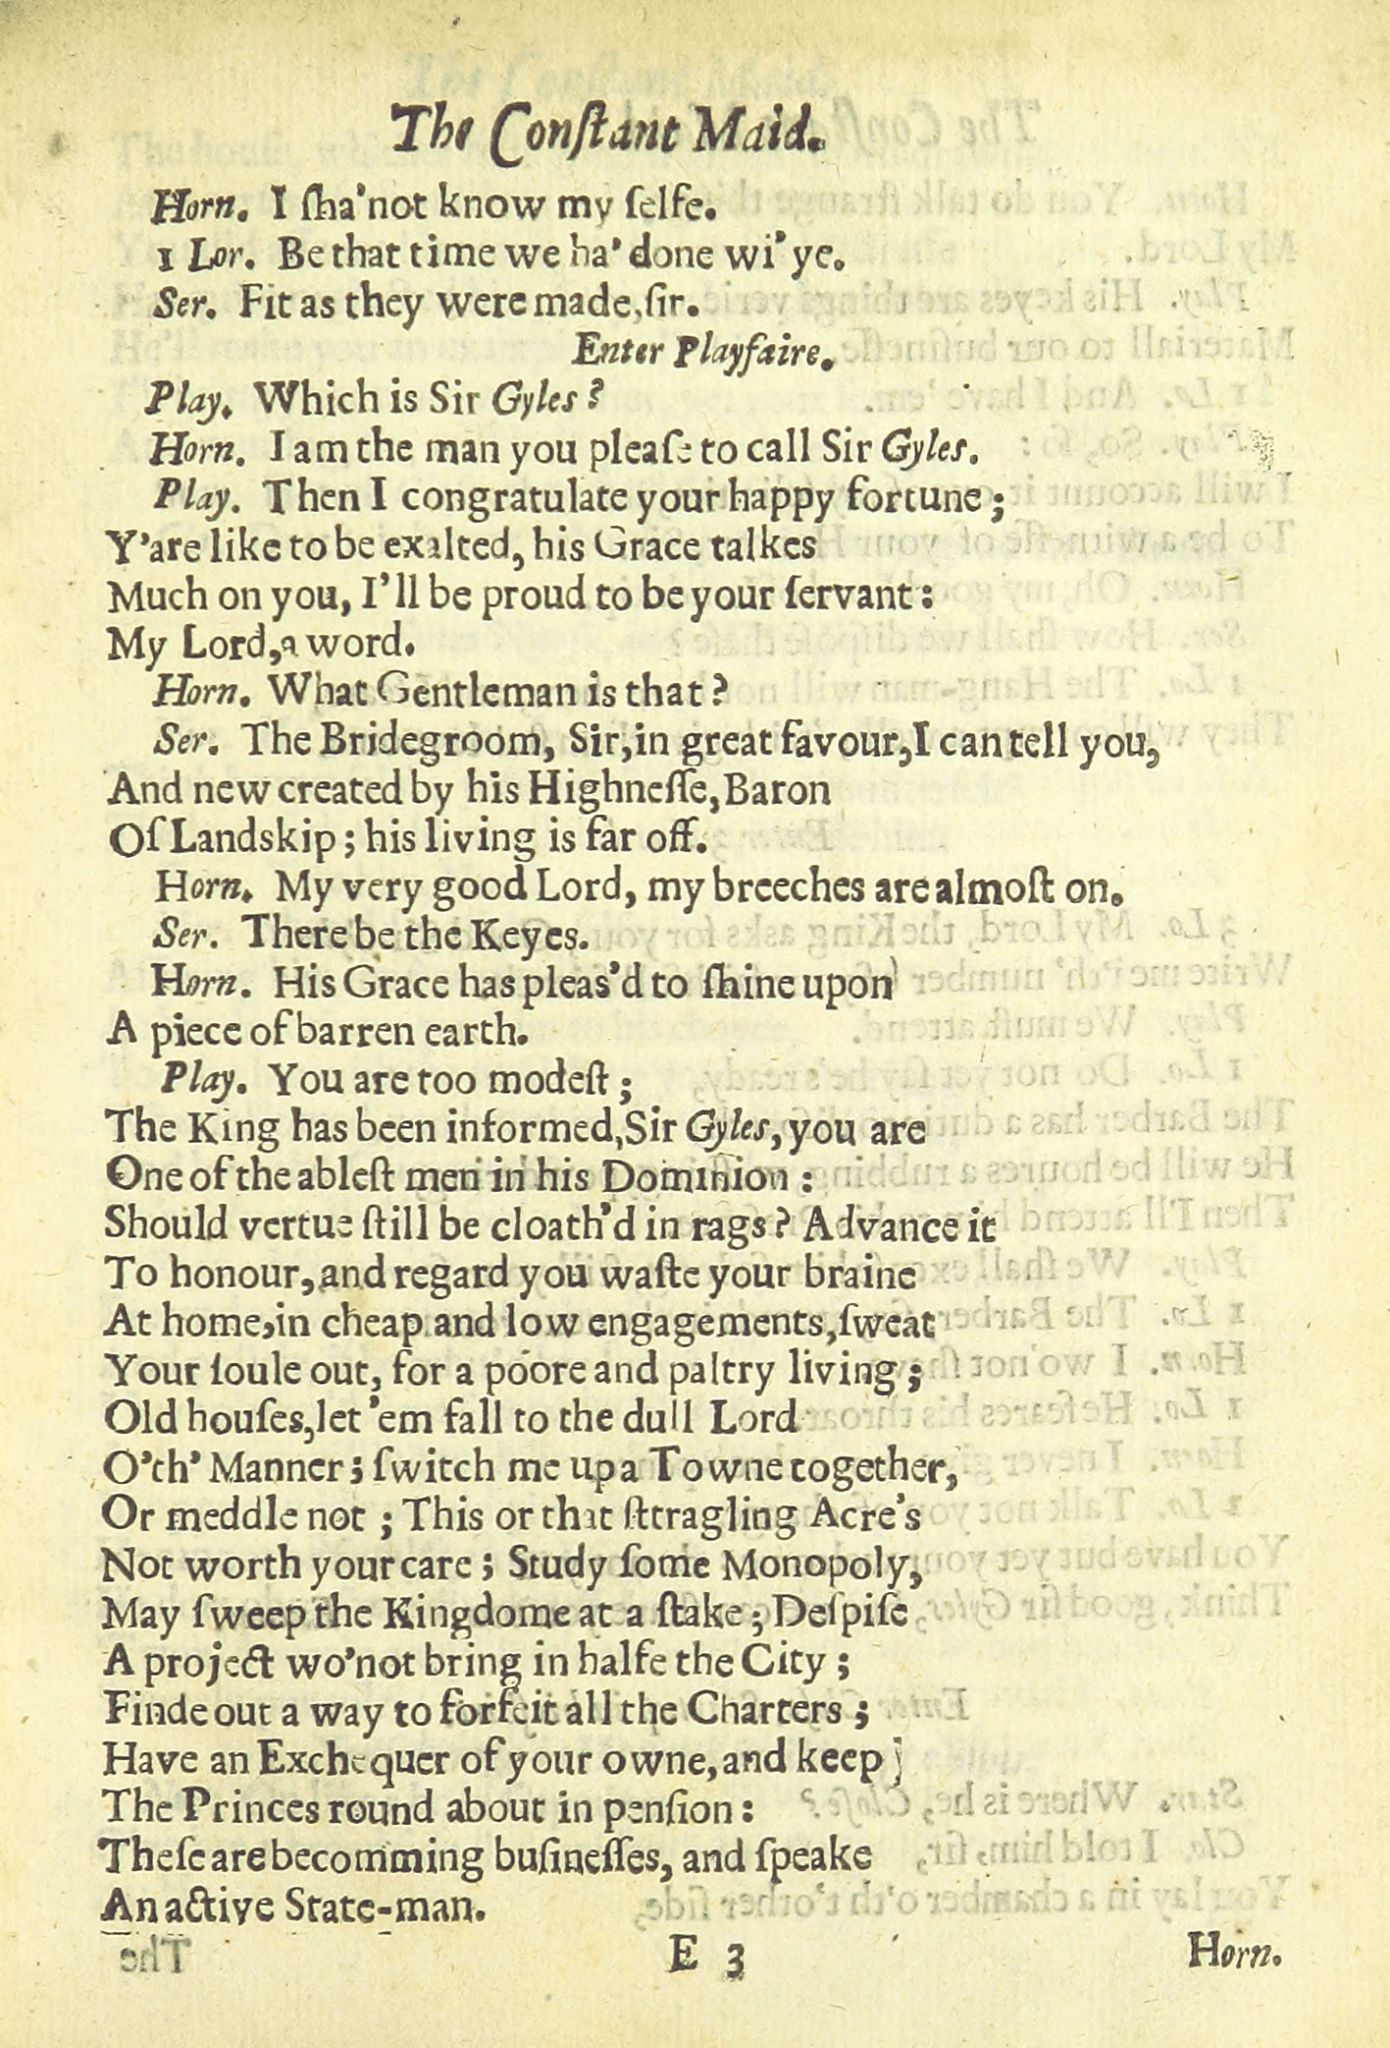 The Conſtant Maid.
Horn. I ſha'not know my ſelfe.
1 Lor. Be that time we ha' done wi' ye.
Ser. Fit as they were made, ſir.
Enter Playfaire.
Play. Which is Sir Gyles?
Horn. I am the man you pleaſe to call Sir Gyles.
Play. Then I congratulate your happy fortune;
Y'are like to be exalted, his Grace talkes
Much on you, I'll be proud to be your ſervant:
My Lord, a word.
Horn. What Gentleman is that?
Ser. The Bridegroom, Sir, in great favour, I can tell you,
And new created by his Highneſſe, Baron
Of Landskip; his living is far off.
Horn. My very good Lord, my breeches are almoſt on.
Ser. There be the Keyes.
Horn. His Grace has pleas'd to ſhine upon
A piece of barren earth.
Play. You are too modeſt;
The King has been informed, Sir Gyles, you are
One of the ableſt men in his Dominion:
Should vertue ſtill be cloath'd in rags? Advance it
To honour, and regard you waſte your braine
At home, in cheap and low engagements, ſweat
Your ſoule out, for a poore and paltry living;
Old houſes, let 'em fall to the dull Lord
O'th' Manner; ſwitch me up a Towne together,
Or meddle not; This or that ſtragling Acre's
Not worth your care; Study ſome Monopoly,
May ſweep the Kingdome at a ſtake; Deſpiſe
A project wo'not bring in halfe the City;
Finde out a way to forfeit all the Charters;
Have an Exchequer of your owne, and keep
The Princes round about in penſion:
Theſe are becomming buſineſſes, and ſpeake
An active State-man.
E 3
Horn.